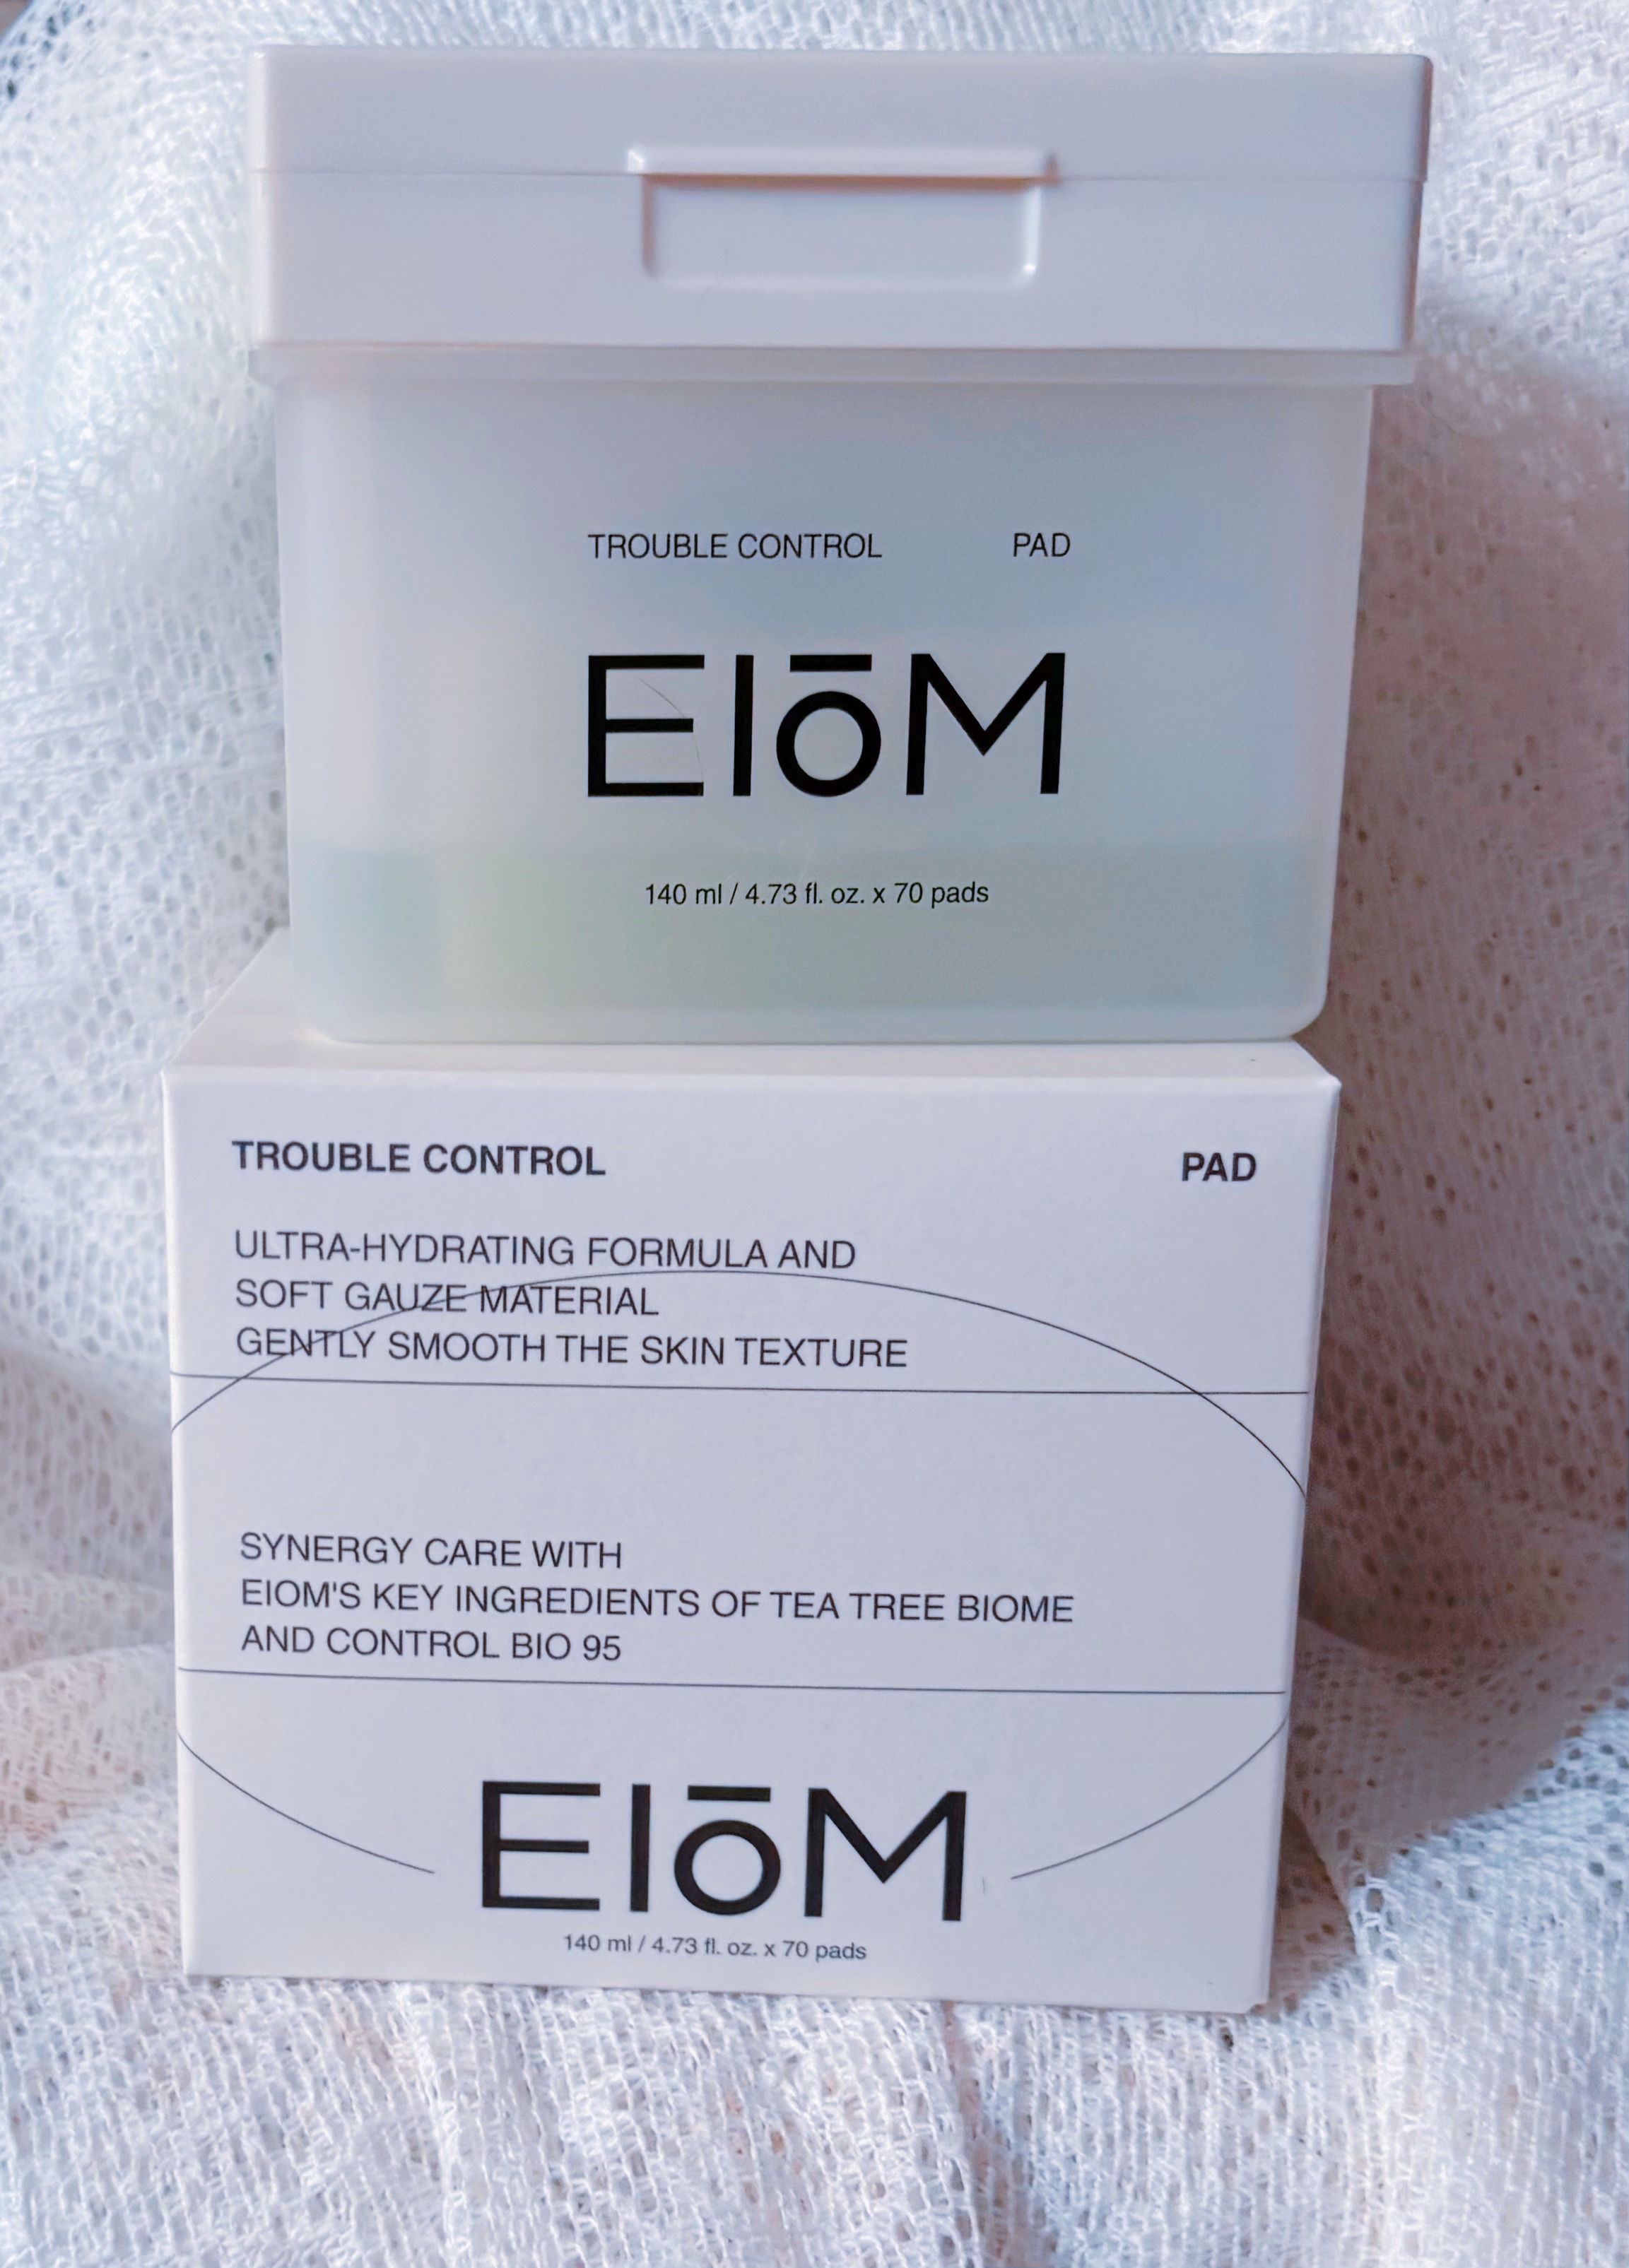 TROUBLE CONTROL PAD
EIōM
140 ml / 4.73 fl. oz. x 70 pads
TROUBLE CONTROL PAD
ULTRA-HYDRATING FORMULA AND
SOFT GAUZE MATERIAL
GENTLY SMOOTH THE SKIN TEXTURE
SYNERGY CARE WITH
EIOM'S KEY INGREDIENTS OF TEA TREE BIOME
AND CONTROL BIO 95
EIōM
140 ml / 4.73 fl. oz. x 70 pads